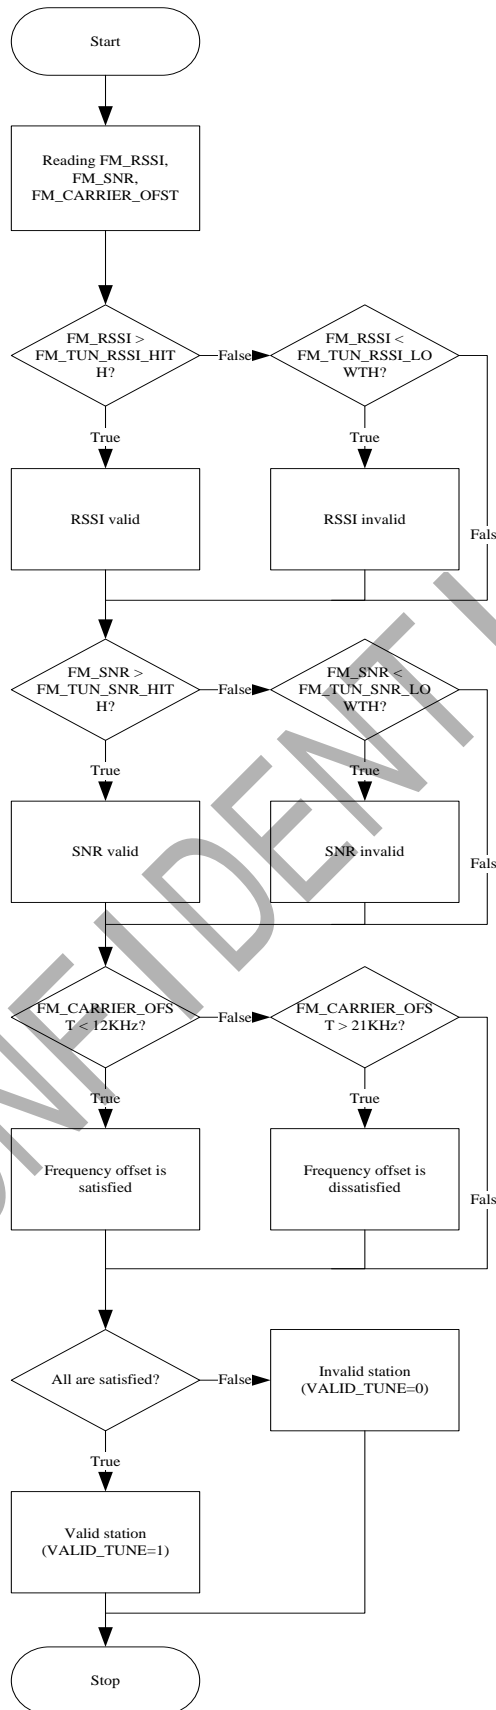 Start
Reading FM_RSSI,
FM_SNR,
FM_CARRIER_OFST
FM_RSSI >
FM_TUN_RSSI_HIT
H?
False
FM_RSSI <
FM_TUN_RSSI_LO
WTH?
True
True
RSSI valid
RSSI invalid
Fals
FM_SNR >
FM_TUN_SNR_HIT
H?
False
FM_SNR <
FM_TUN_SNR_LO
WTH?
True
True
SNR valid
SNR invalid
Fals
FM_CARRIER_OFS
T < 12KHz?
False
FM_CARRIER_OFS
T > 21KHz?
True
True
Frequency offset is
satisfied
Frequency offset is
dissatisfied
Fals
All are satisfied?
False
Invalid station
(VALID_TUNE=0)
True
Valid station
(VALID_TUNE=1)
Stop
NFIDENTI